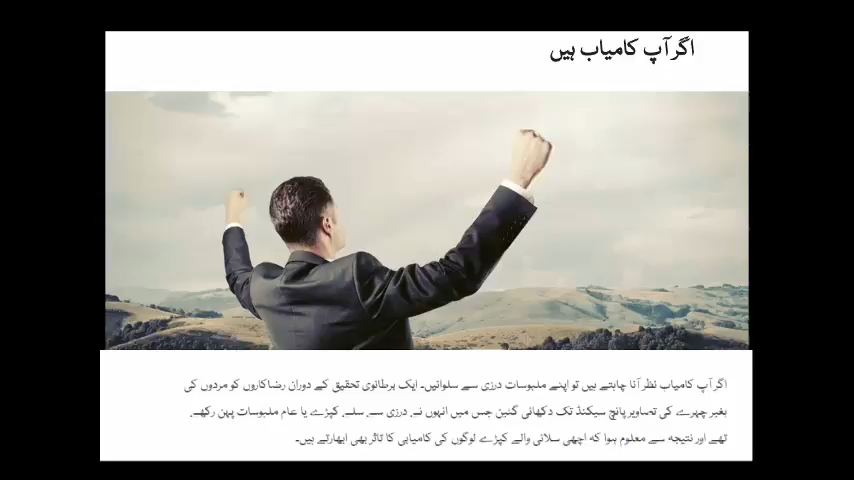 اگر آپ کامیاب ہیں
اگر آپ کامیاب نظر آنا چاہتے ہیں تو اپنے ملبوسات درزی سے سلوائیں۔ ایک برطانوی تحقیق کے دوران رضاکاروں کو مردوں کی
بغیر چہرے کی تصاویر پانچ سیکنڈ تک دکھائی گئیں جس میں انہوں نے درزی سے سلے کپڑے یا عام ملبوسات پہن رکھے
تھے اور نتیجہ سے معلوم ہوا کہ اچھی سلائی والے کپڑے لوگوں کی کامیابی کا تاثر بھی ابھارتے ہیں۔